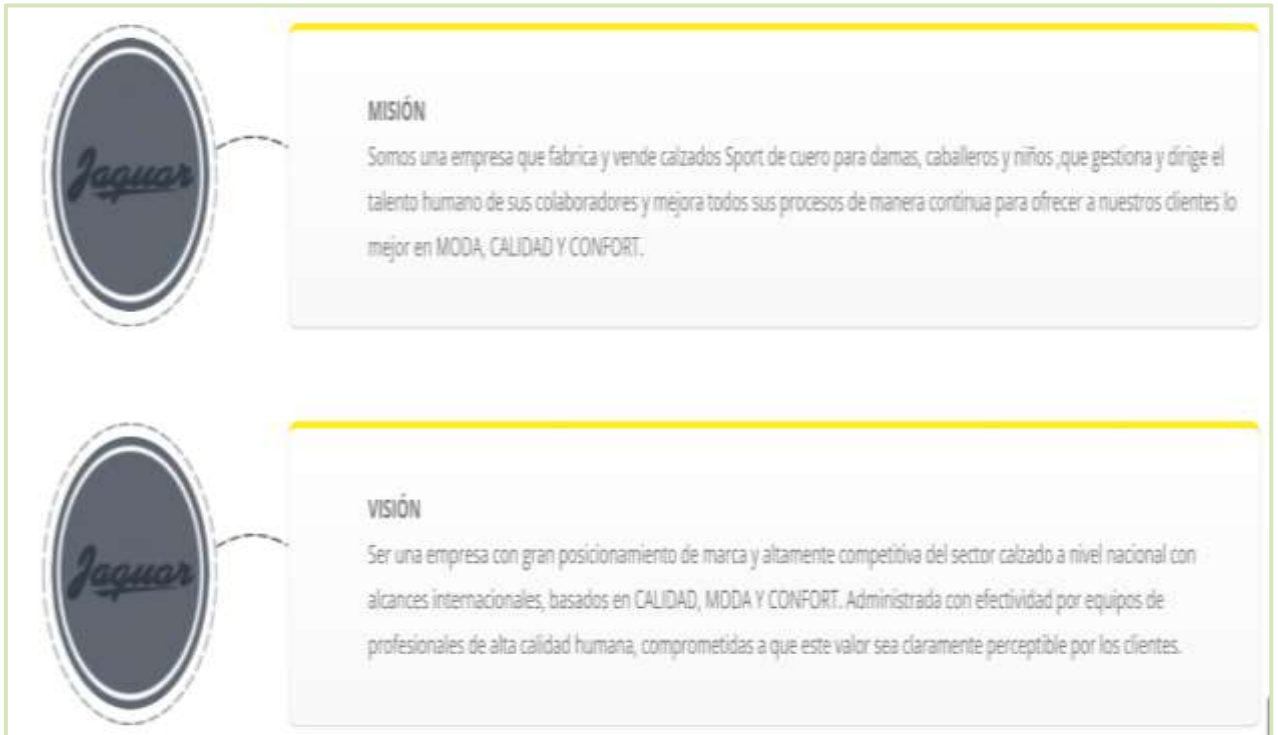 Jaguar
MISIÓN
Somos una empresa que fabrica y vende calzados Sport de cuero para damas, caballeros y niños ,que gestiona y dirige el
talento humano de sus colaboradores y mejora todos sus procesos de manera continua para ofrecer a nuestros clientes lo
mejor en MODA, CALIDAD Y CONFORT.
Jaguar
VISIÓN
Ser una empresa con gran posicionamiento de marca y altamente competitiva del sector calzado a nivel nacional con
alcances internacionales, basados en CALIDAD, MODA Y CONFORT. Administrada con efectividad por equipos de
profesionales de alta calidad humana, comprometidas a que este valor sea claramente perceptible por los clientes.